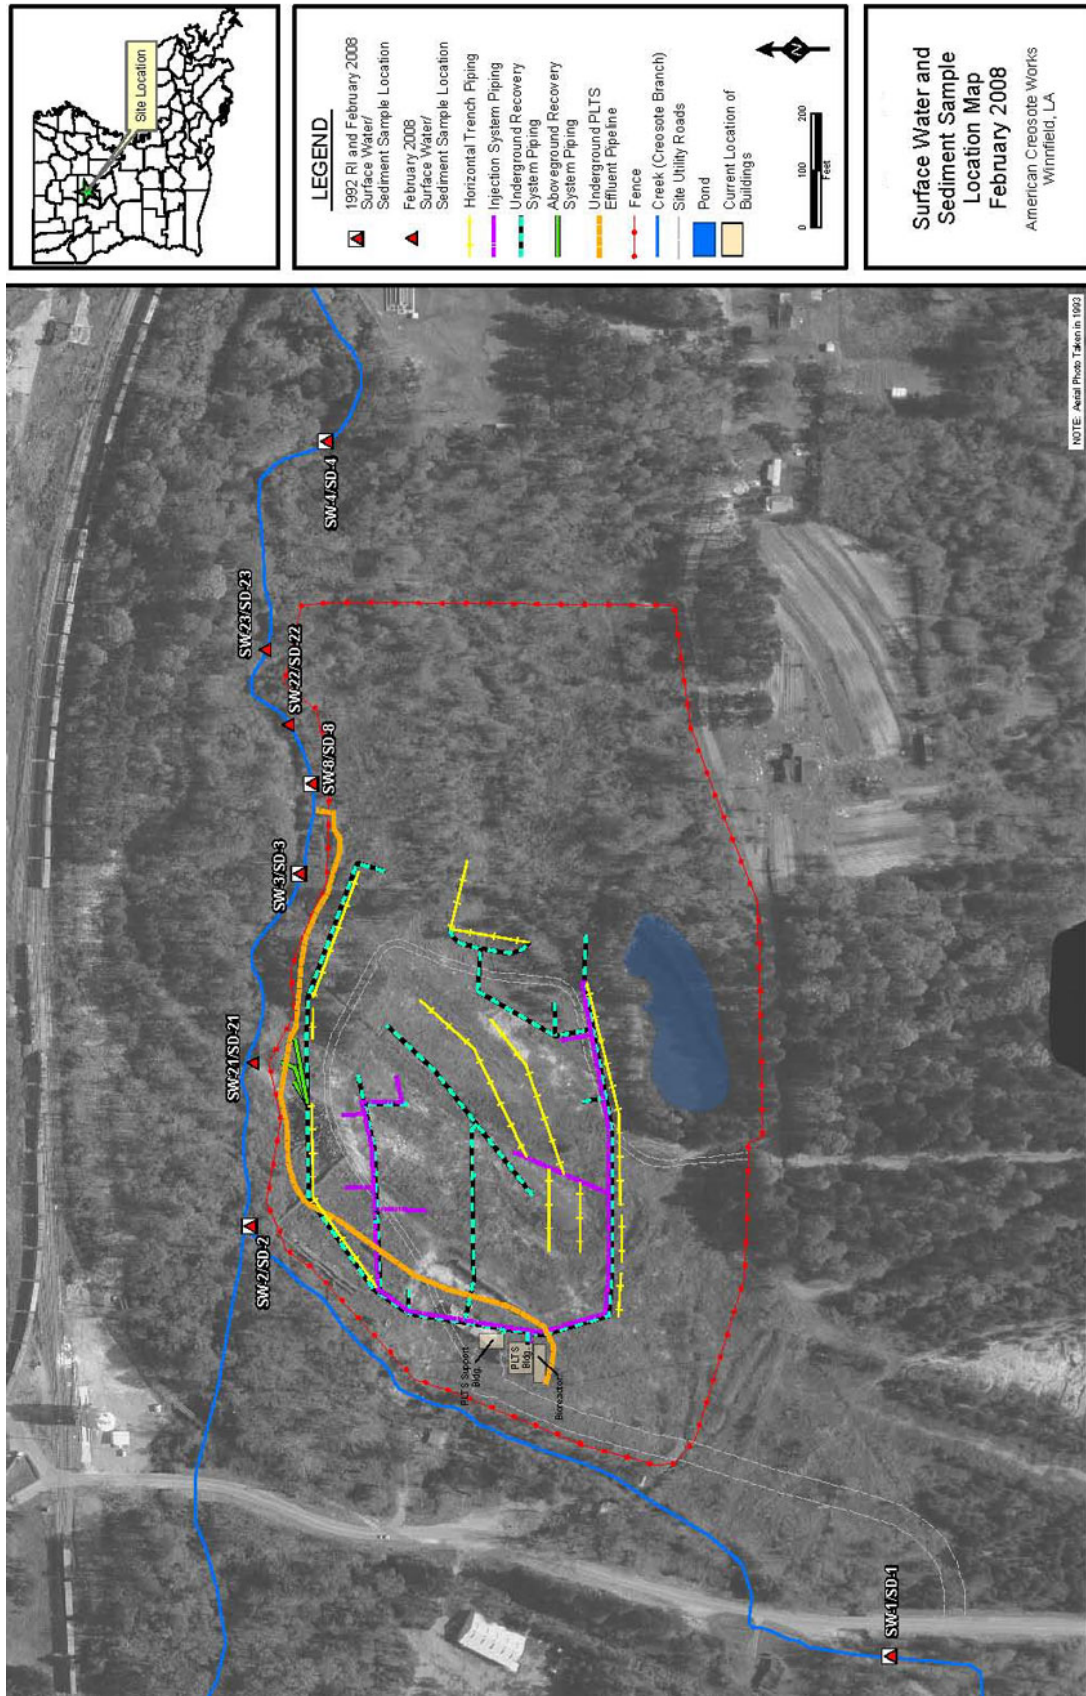 Site Location
LEGEND
1992 RI and February 2008
Surface Water/
Sediment Sample Location
February 2008
Surface Water/
Sediment Sample Location
Horizontal Trench Piping
Injection System Piping
Underground Recovery
System Piping
Aboveground Recovery
System Piping
Underground PLTS
Effluent Pipeline
Fence
Creek (Creosote Branch)
Site Utility Roads
Pond
Current Location of
Buildings
N
0 100 200
Feet
Surface Water and
Sediment Sample
Location Map
February 2008
American Creosote Works
Winnfield, LA
SW-4/SD-4
SW-23/SD-23
SW-22/SD-22
SW-8/SD-8
SW-3/SD-3
SW-21/SD-21
SW-2/SD-2
SW-1/SD-1
PLTS Support
Bldg.
PLTS
Bldg.
Bioreactor
NOTE: Aerial Photo Taken in 1993